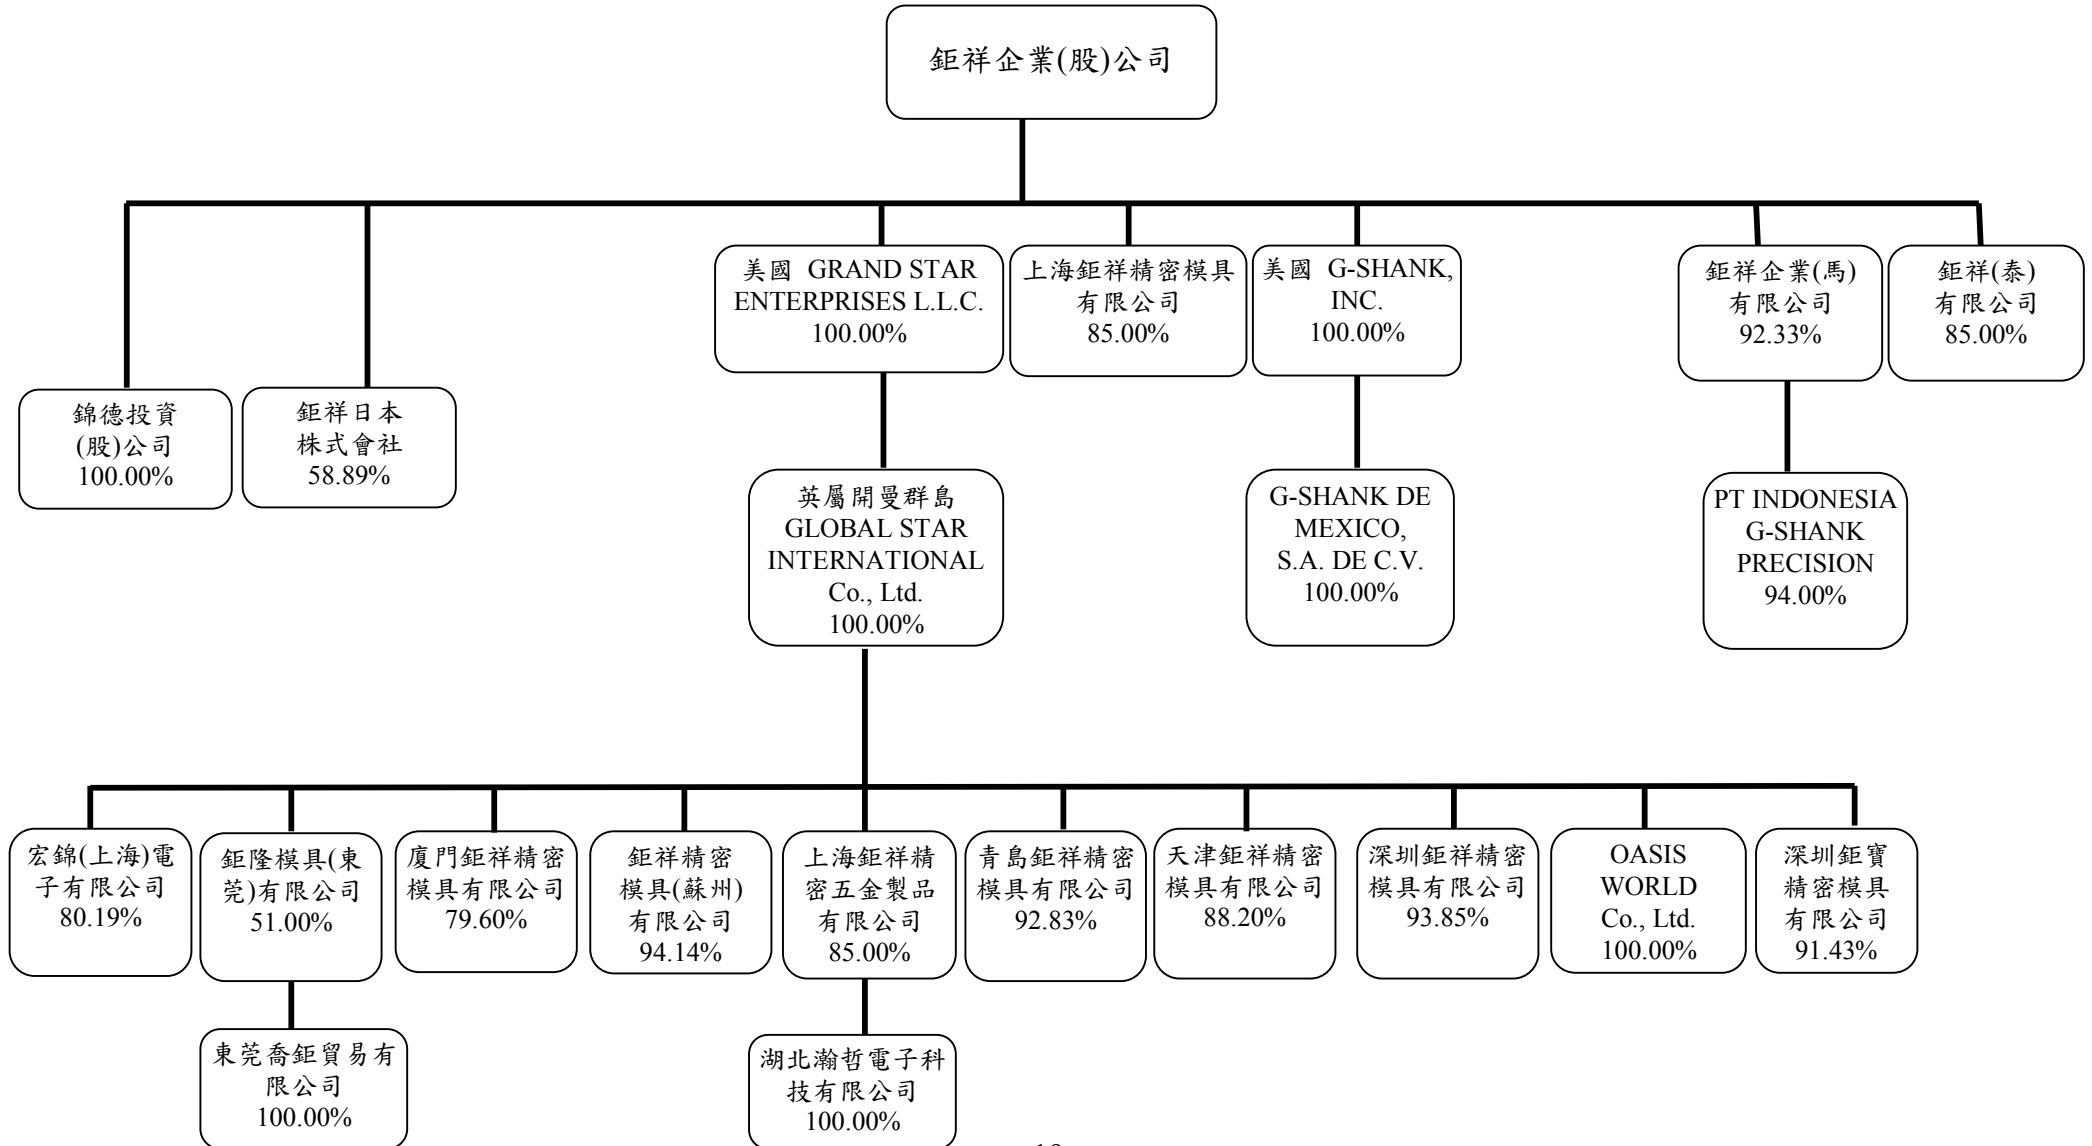 鉅祥企業(股)公司
美國 GRAND STAR
ENTERPRISES L.L.C.
100.00%
上海鉅祥精密模具
有限公司
85.00%
美國 G-SHANK,
INC.
100.00%
鉅祥企業(馬)
有限公司
92.33%
鉅祥(泰)
有限公司
85.00%
錦德投資
(股)公司
100.00%
鉅祥日本
株式會社
58.89%
英屬開曼群島
GLOBAL STAR
INTERNATIONAL
Co., Ltd.
100.00%
G-SHANK DE
MEXICO,
S.A. DE C.V.
100.00%
PT INDONESIA
G-SHANK
PRECISION
94.00%
宏錦(上海)電
子有限公司
80.19%
鉅隆模具(東
莞)有限公司
51.00%
廈門鉅祥精密
模具有限公司
79.60%
鉅祥精密
模具(蘇州)
有限公司
94.14%
上海鉅祥精
密五金製品
有限公司
85.00%
青島鉅祥精密
模具有限公司
92.83%
天津鉅祥精密
模具有限公司
88.20%
深圳鉅祥精密
模具有限公司
93.85%
OASIS
WORLD
Co., Ltd.
100.00%
深圳鉅寶
精密模具
有限公司
91.43%
東莞喬鉅貿易有
限公司
100.00%
湖北瀚哲電子科
技有限公司
100.00%